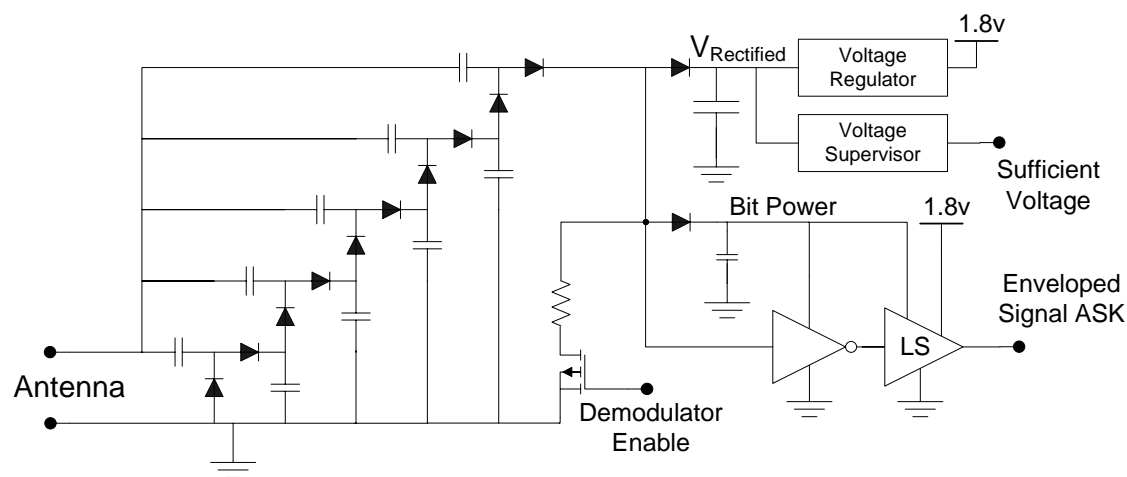 1.8v
V Rectified
Voltage
Regulator
Voltage
Supervisor
Sufficient
Voltage
Bit Power
1.8v
Enveloped
Signal ASK
LS
Antenna
Demodulator
Enable